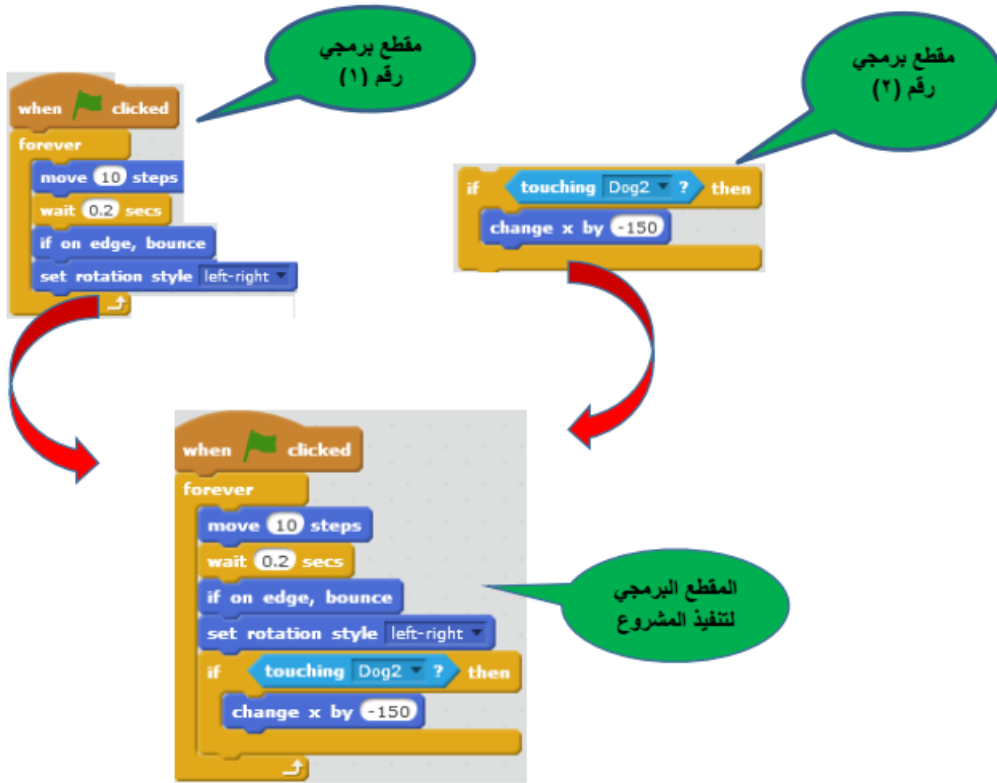 مقطع برمجي
رقم (١)
when clicked
forever
move 10 steps
wait 0.2 secs
if on edge, bounce
set rotation style left-right
مقطع برمجي
رقم (٢)
if touching Dog2 ? then
change x by -150
when clicked
forever
move 10 steps
wait 0.2 secs
if on edge, bounce
set rotation style left-right
if touching Dog2 ? then
change x by -150
المقطع البرمجي
لتنفيذ المشروع